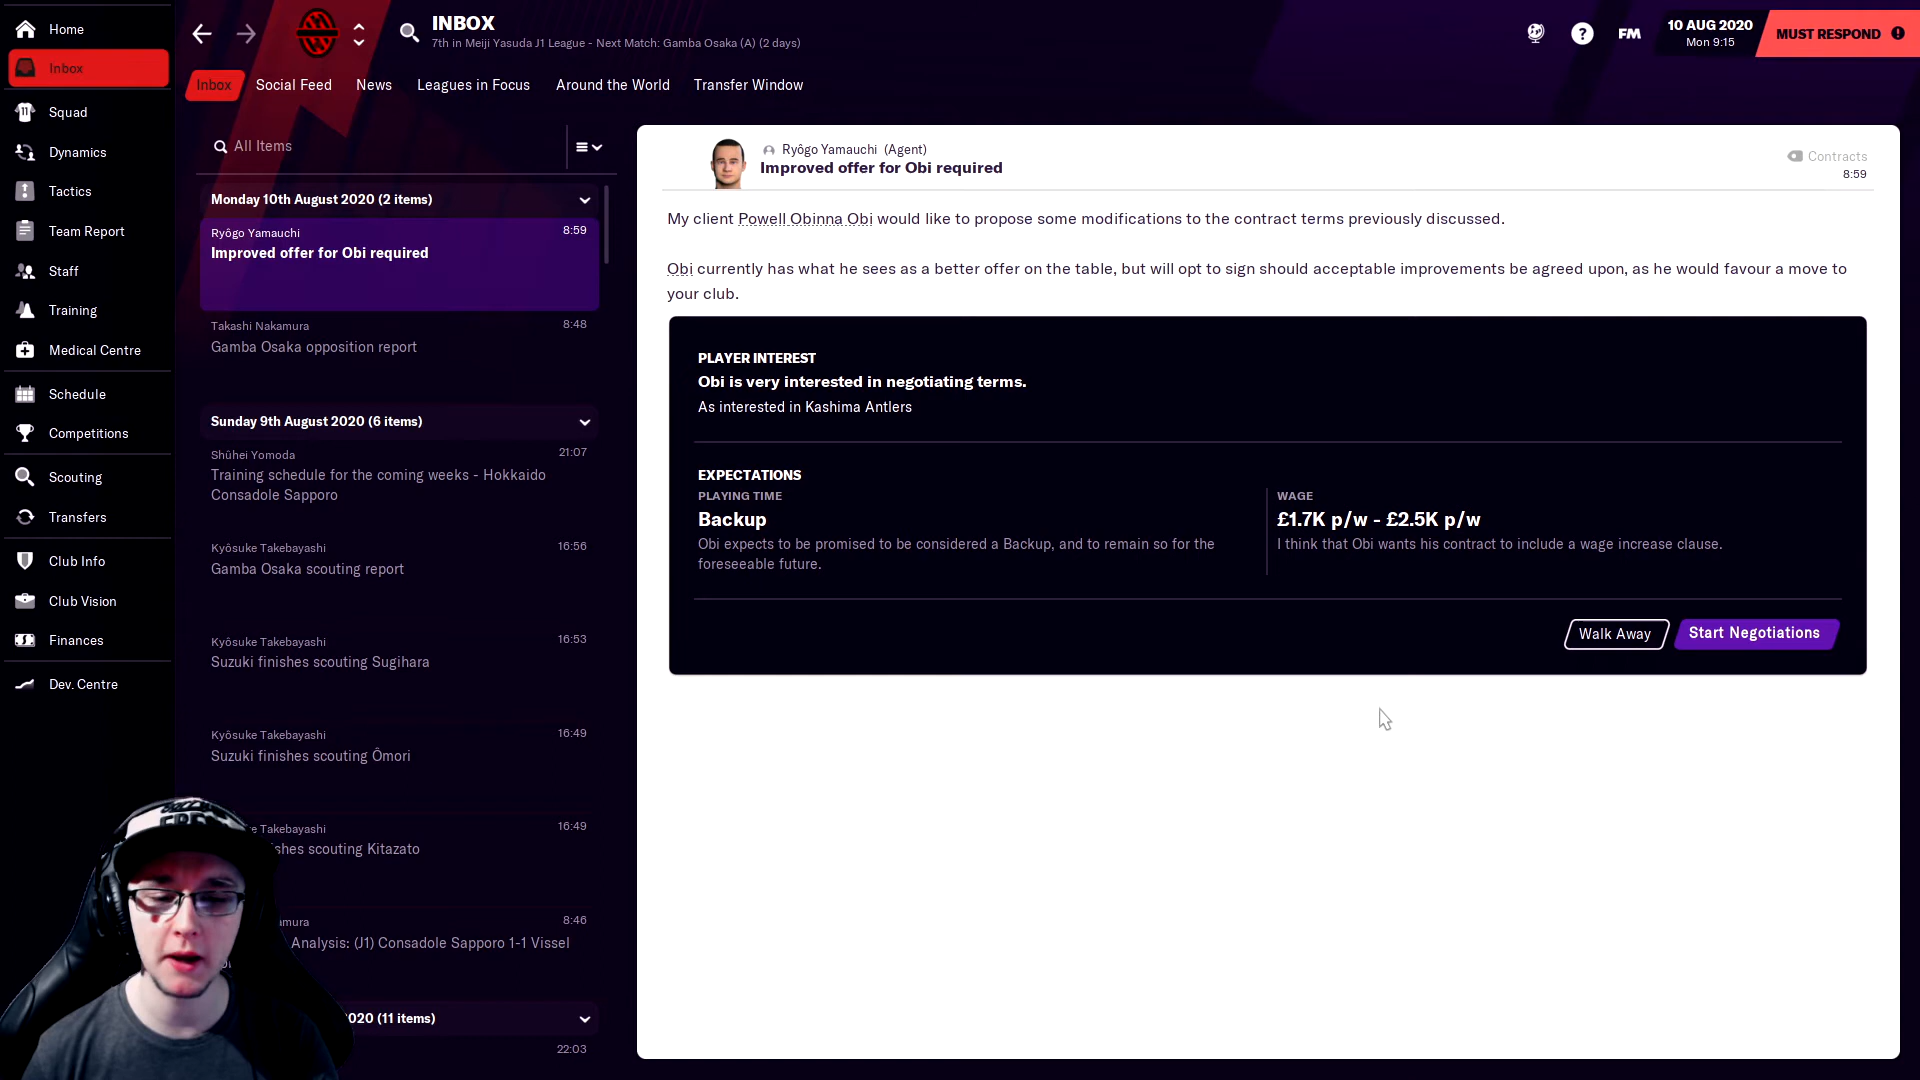 Home
Inbox
Squad
Dynamics
Tactics
Team Report
Staff
Training
Medical Centre
Schedule
Competitions
Scouting
Transfers
Club Info
Club Vision
Finances
Dev. Centre
INBOX
7th in Meiji Yasuda J1 League - Next Match: Gamba Osaka (A) (2 days)
?
FM
10 AUG 2020
Mon 9:15
MUST RESPOND
Inbox Social Feed News Leagues in Focus Around the World Transfer Window
All Items
Monday 10th August 2020 (2 items)
Ryôgo Yamauchi 8:59
Improved offer for Obi required
Takashi Nakamura 8:48
Gamba Osaka opposition report
Sunday 9th August 2020 (6 items)
Shûhei Yomoda 21:07
Training schedule for the coming weeks - Hokkaido
Consadole Sapporo
Kyôsuke Takebayashi 16:56
Gamba Osaka scouting report
Kyôsuke Takebayashi 16:53
Suzuki finishes scouting Sugihara
Kyôsuke Takebayashi 16:49
Suzuki finishes scouting Ômori
Takebayashi 16:49
scouting Kitazato
8:46
Analysis: (J1) Consadole Sapporo 1-1 Vissel
(11 items)
22:03
Ryôgo Yamauchi (Agent)
Improved offer for Obi required
Contracts
8:59
My client Powell Obinna Obi would like to propose some modifications to the contract terms previously discussed.
Obi currently has what he sees as a better offer on the table, but will opt to sign should acceptable improvements be agreed upon, as he would favour a move to
your club.
PLAYER INTEREST
Obi is very interested in negotiating terms.
As interested in Kashima Antlers
EXPECTATIONS
PLAYING TIME
Backup
Obi expects to be promised to be considered a Backup, and to remain so for the
foreseeable future.
WAGE
£1.7K p/w - £2.5K p/w
I think that Obi wants his contract to include a wage increase clause.
Walk Away
Start Negotiations